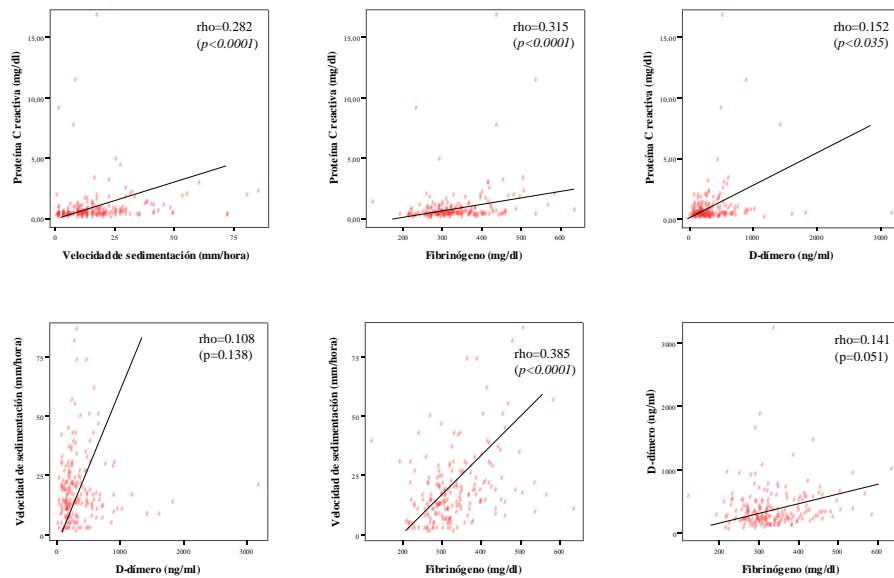 rho=0.282
(p<0.0001)
Proteína C reactiva (mg/dl)
15,00
10,00
5,00
0,00
0
25
50
75
Velocidad de sedimentación (mm/hora)
rho=0.315
(p<0.0001)
Proteína C reactiva (mg/dl)
15,00
10,00
5,00
0,00
200
300
400
500
600
Fibrinógeno (mg/dl)
rho=0.152
(p<0.035)
Proteína C reactiva (mg/dl)
15,00
10,00
5,00
0,00
0
1000
2000
3000
D-dímero (ng/ml)
rho=0.108
(p=0.138)
Velocidad de sedimentación (mm/hora)
75
50
25
0
0
1000
2000
3000
D-dímero (ng/ml)
rho=0.385
(p<0.0001)
Velocidad de sedimentación (mm/hora)
75
50
25
0
200
300
400
500
600
Fibrinógeno (mg/dl)
rho=0.141
(p=0.051)
D-dímero (ng/ml)
3000
2000
1000
0
200
300
400
500
600
Fibrinógeno (mg/dl)